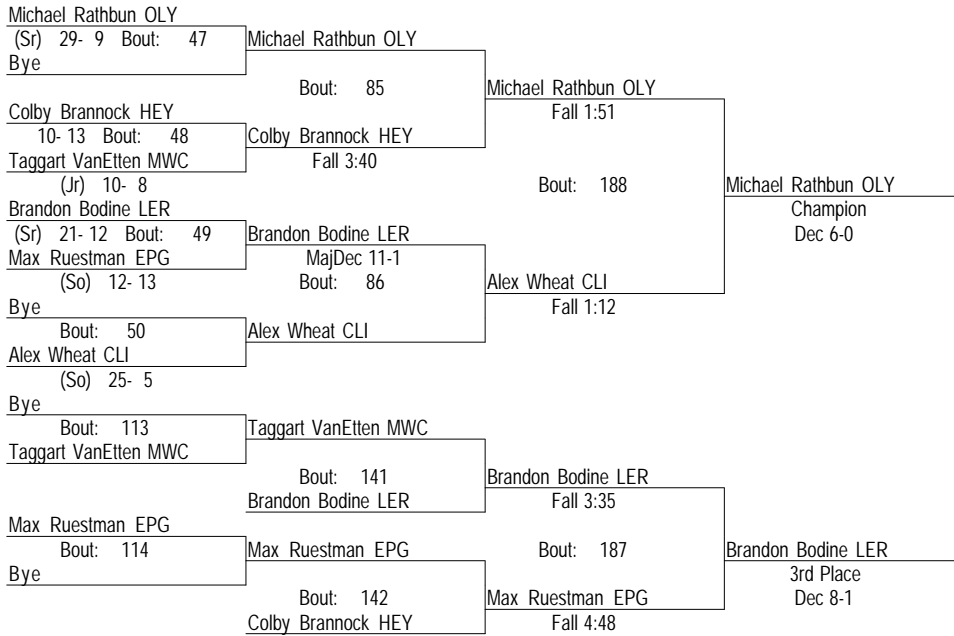 Michael Rathbun OLY
(Sr) 29- 9 Bout: 47
Michael Rathbun OLY
Bye
Bout: 85
Michael Rathbun OLY
Colby Brannock HEY
Fall 1:51
10- 13 Bout: 48
Colby Brannock HEY
Taggart VanEtten MWC
Fall 3:40
(Jr) 10- 8
Bout: 188
Michael Rathbun OLY
Brandon Bodine LER
Champion
(Sr) 21- 12 Bout: 49
Brandon Bodine LER
Dec 6-0
Max Ruestman EPG
MajDec 11-1
(So) 12- 13
Bout: 86
Alex Wheat CLI
Bye
Fall 1:12
Bout: 50
Alex Wheat CLI
Alex Wheat CLI
(So) 25- 5
Bye
Bout: 113
Taggart VanEtten MWC
Taggart VanEtten MWC
Bout: 141
Brandon Bodine LER
Brandon Bodine LER
Fall 3:35
Max Ruestman EPG
Bout: 114
Max Ruestman EPG
Bout: 187
Brandon Bodine LER
Bye
3rd Place
Bout: 142
Max Ruestman EPG
Dec 8-1
Colby Brannock HEY
Fall 4:48